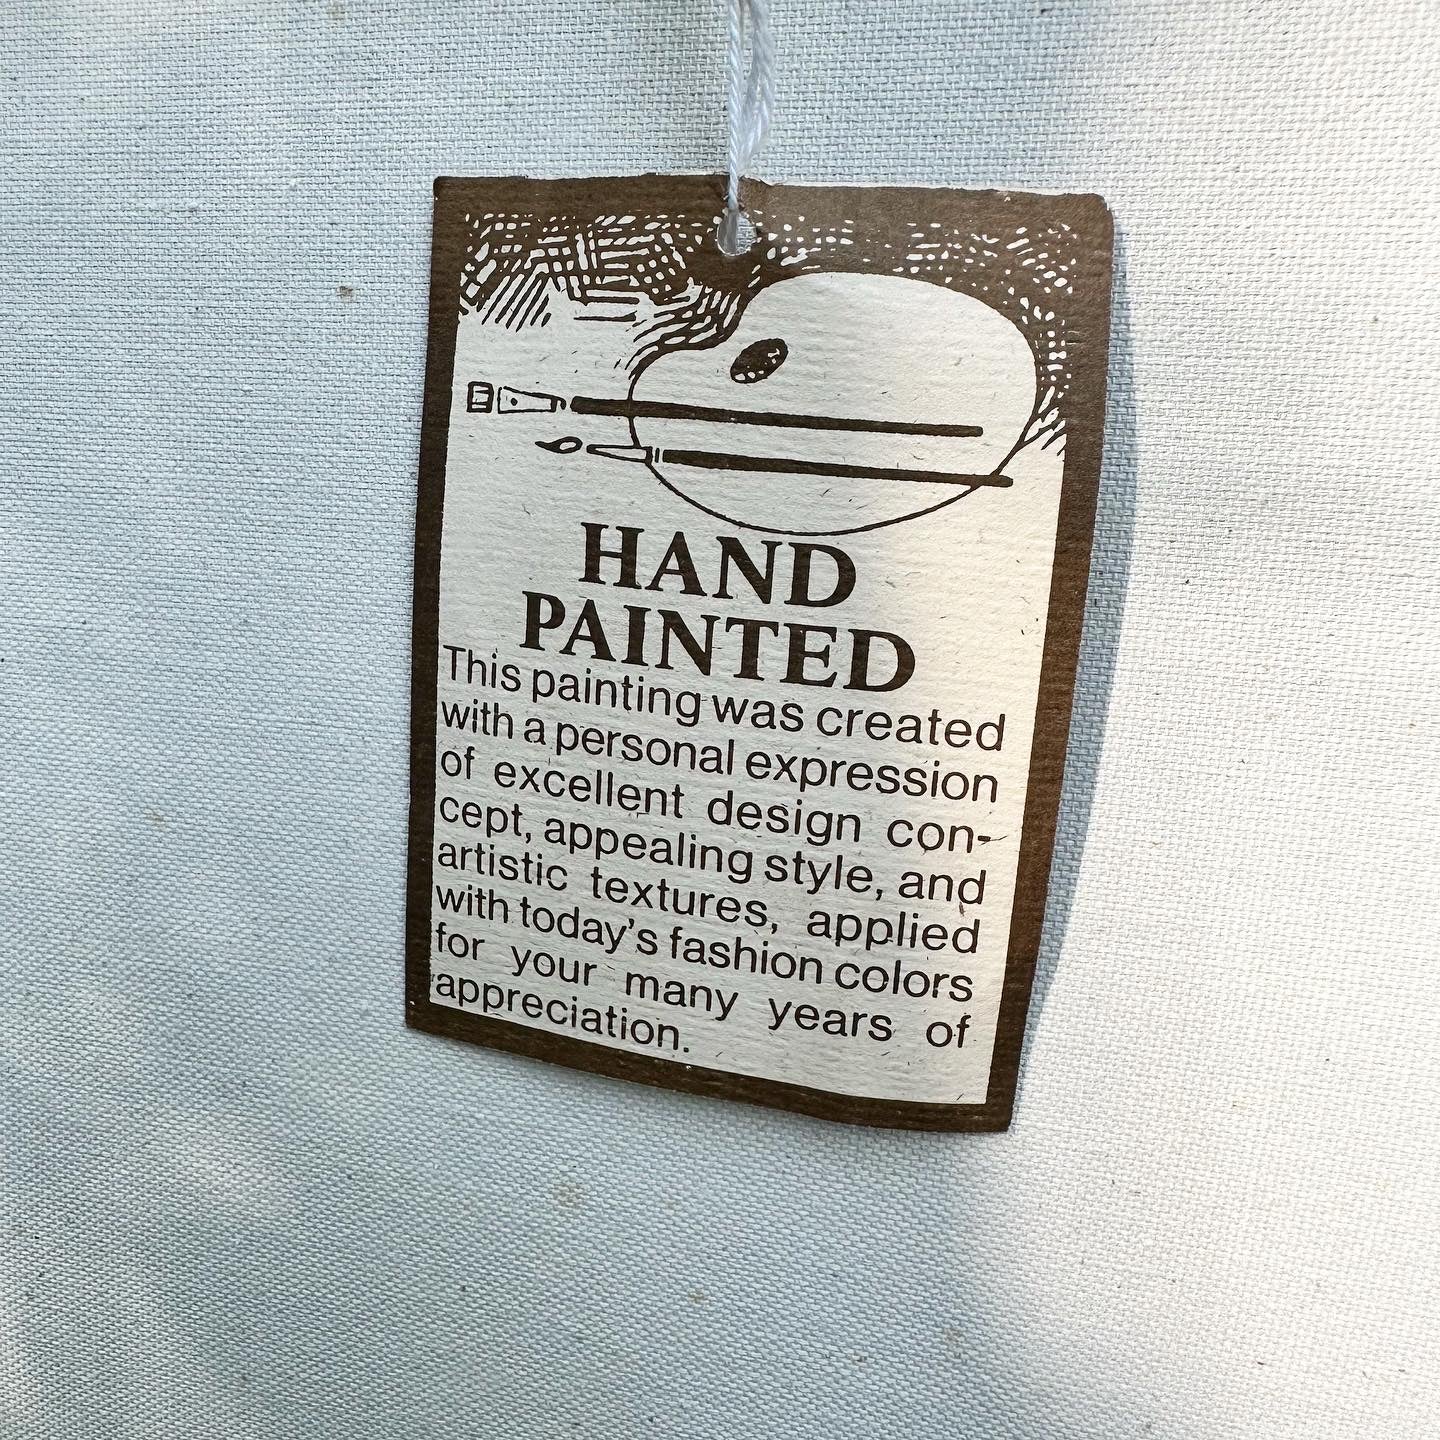 HAND
PAINTED
This painting was created
with a personal expression
of excellent design con-
cept, appealing style, and
artistic textures, applied
with today's fashion colors
for your many years of
appreciation.